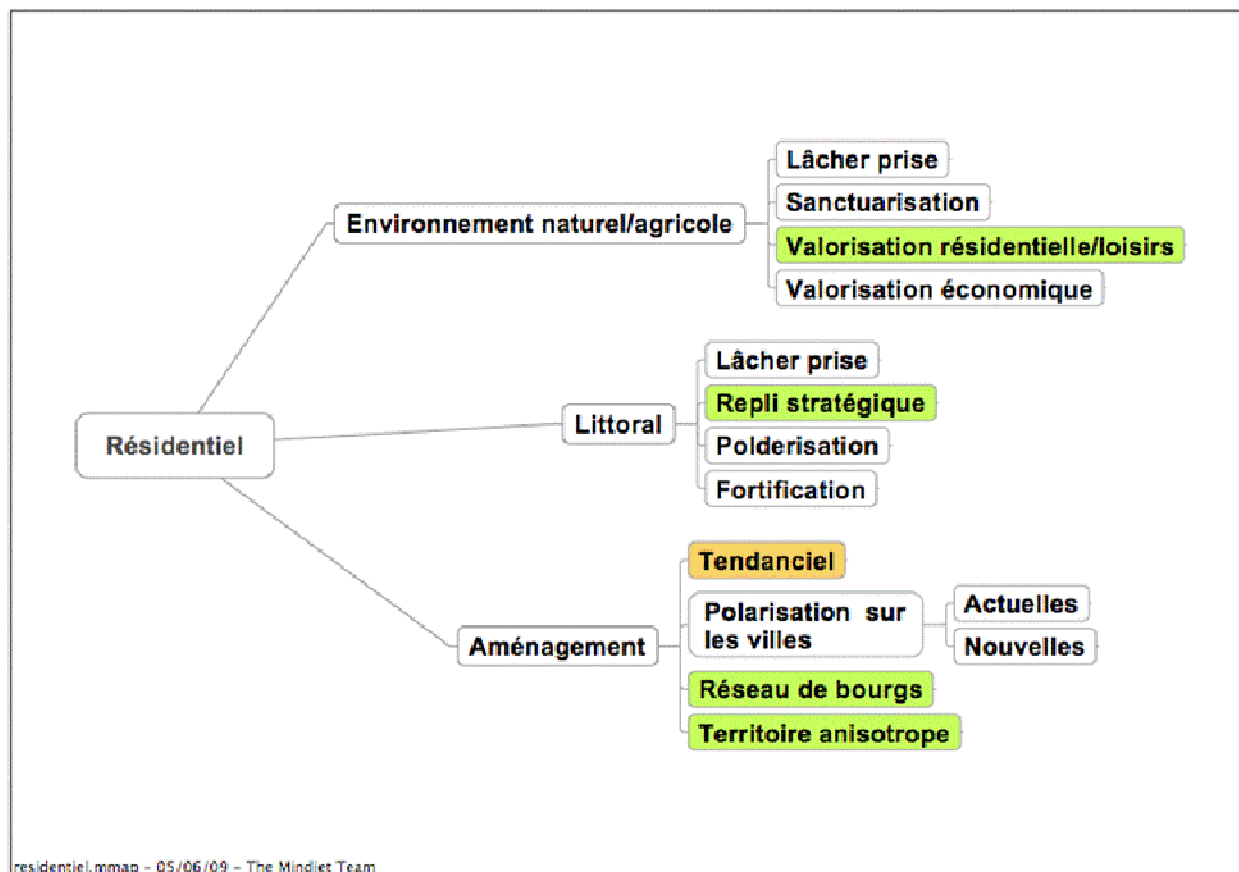 Lâcher prise
Sanctuarisation
Environnement naturel/agricole
Valorisation résidentielle/loisirs
Valorisation économique
Lâcher prise
Repli stratégique
Littoral
Résidentiel
Polderisation
Fortification
Tendanciel
Polarisation sur
les villes
Actuelles
Nouvelles
Aménagement
Réseau de bourgs
Territoire anisotrope
residentiel.mmap - 05/06/09 - The Mindjet Team